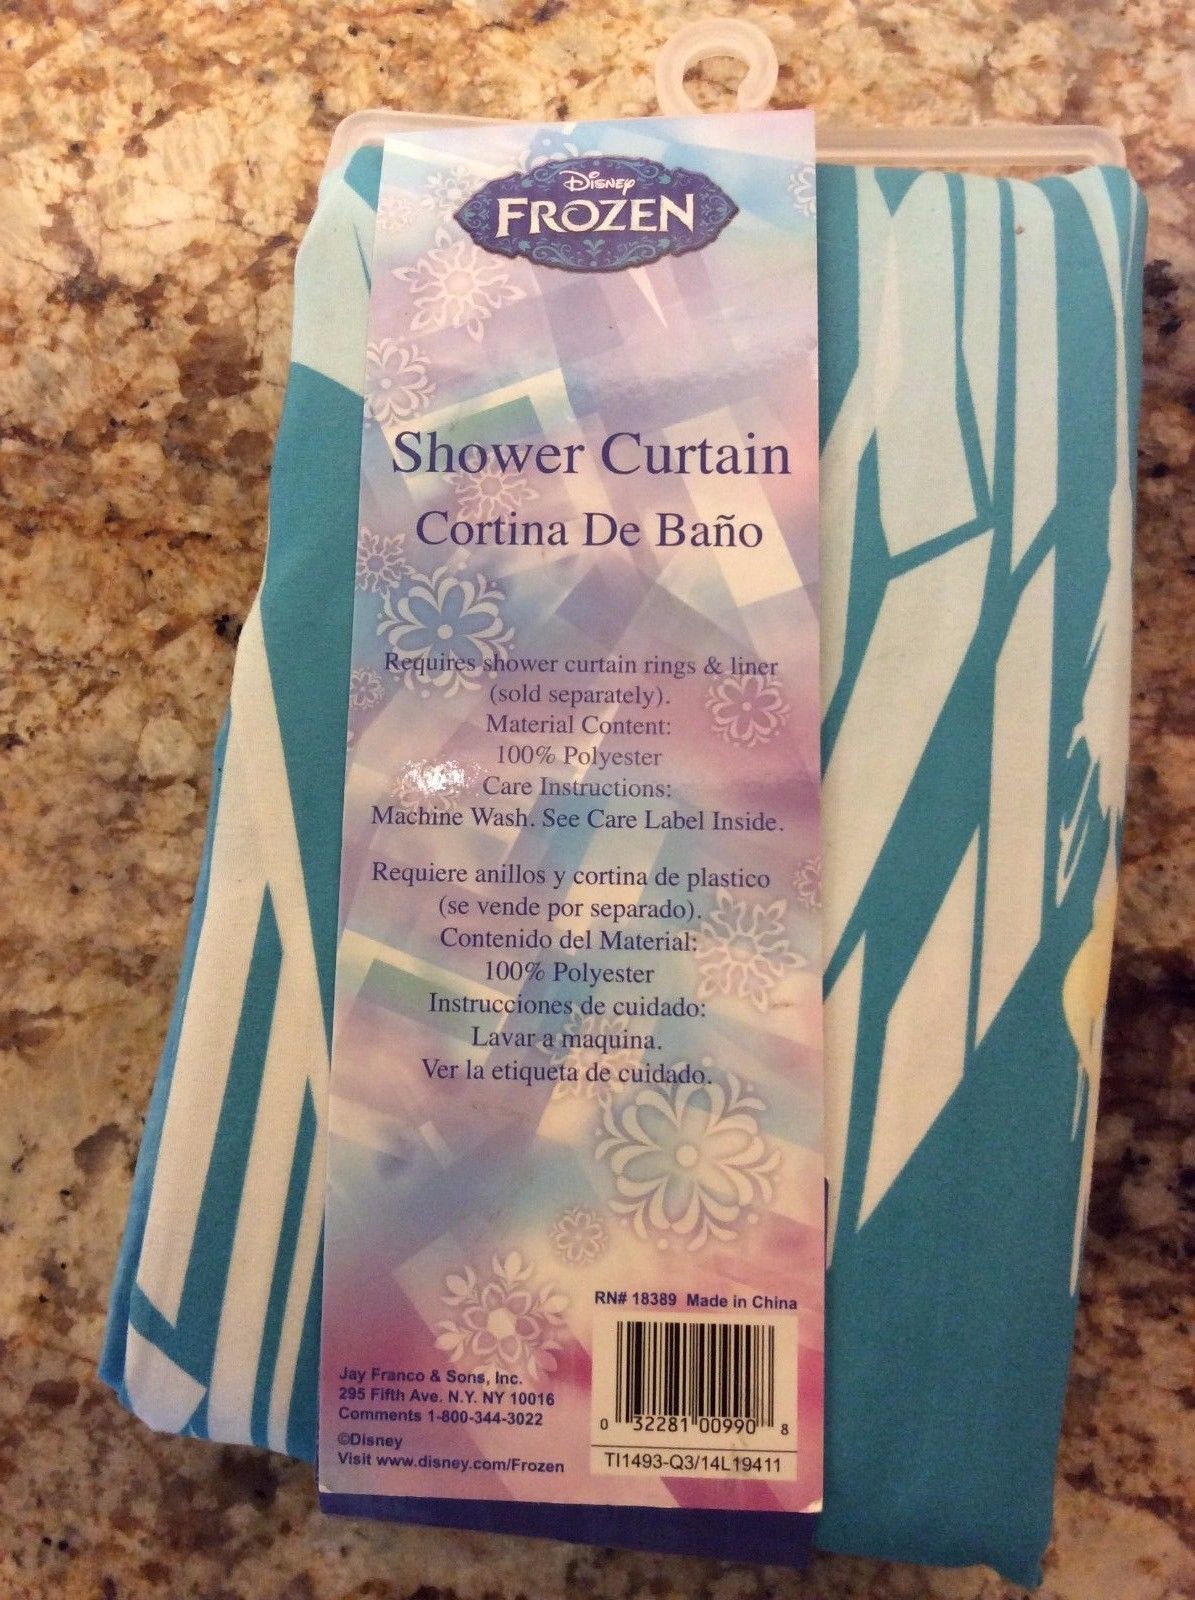 Disney
FROZEN
Shower Curtain
Cortina De Baño
Requires shower curtain rings & liner
(sold separately).
Material Content:
100% Polyester
Care Instructions:
Machine Wash. See Care Label Inside.
Requiere anillos y cortina de plastico
(se vende por separado).
Contenido del Material:
100% Polyester
Instrucciones de cuidado:
Lavar a maquina.
Ver la etiqueta de cuidado.
RN# 18389 Made in China
Jay Franco & Sons, Inc.
295 Fifth Ave. N.Y. NY 10016
Comments 1-800-344-3022
©Disney
Visit www.disney.com/Frozen
0 32281 00990 8
TI1493-Q3/14L19411